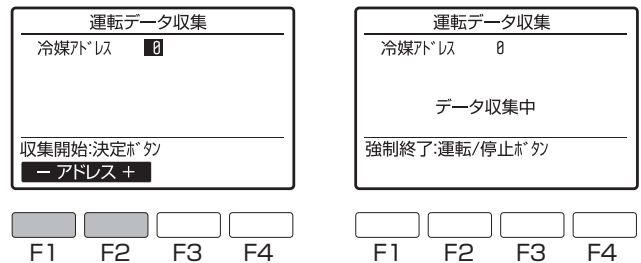 運転データ収集
冷媒ｱﾄﾞﾚｽ 0
収集開始:決定ﾎﾞﾀﾝ
− アドレス +
F1 F2 F3 F4
運転データ収集
冷媒ｱﾄﾞﾚｽ 0
データ収集中
強制終了:運転/停止ﾎﾞﾀﾝ
F1 F2 F3 F4